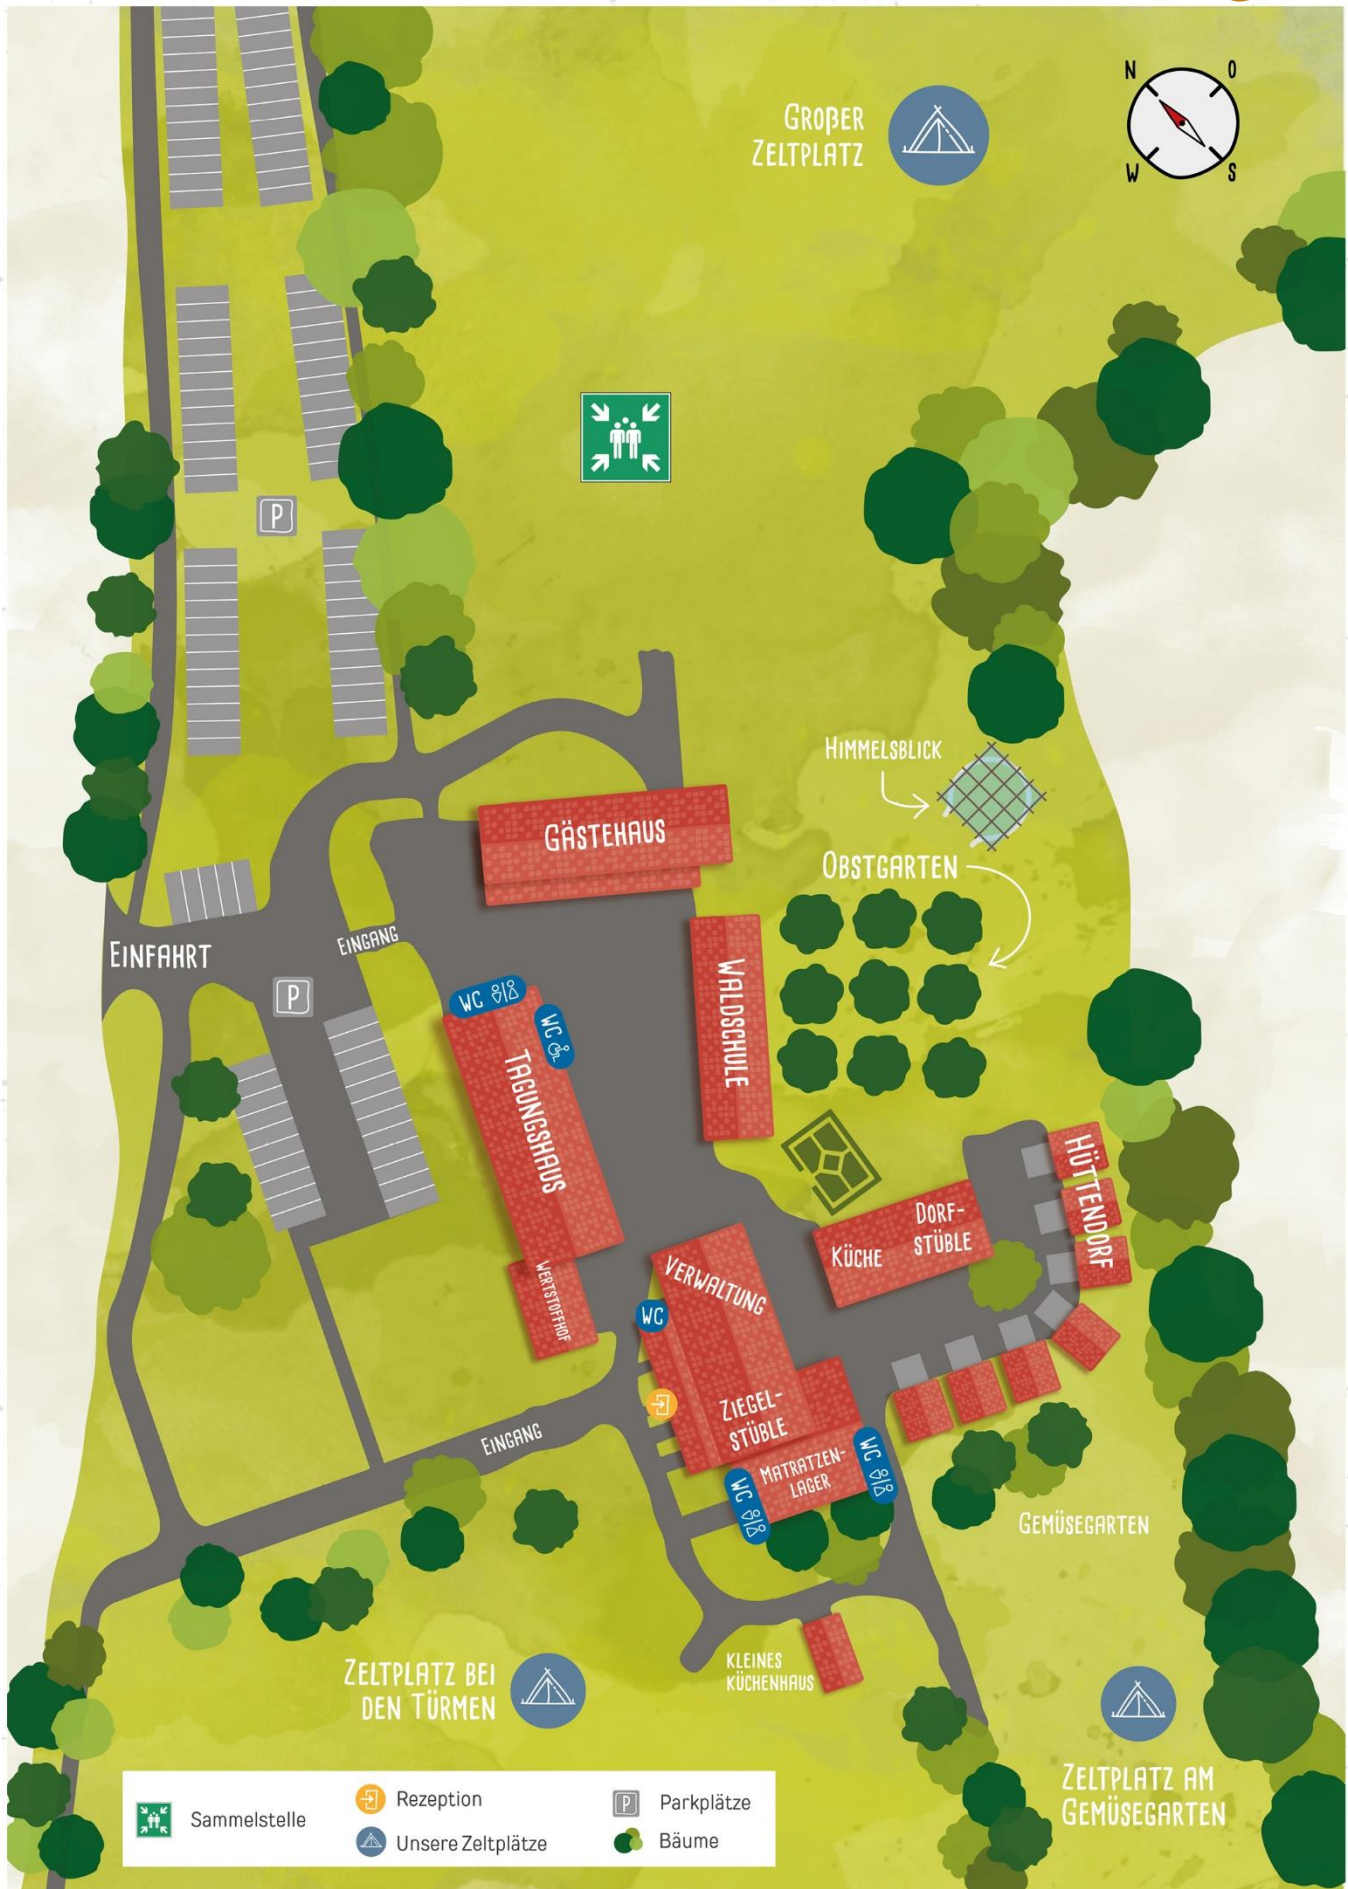 N O
W S
GROßER
ZELTPLATZ
P
HIMMELSBLICK
GÄSTEHAUS
OBSTGARTEN
EINGANG
EINFAHRT
P
WC
WC
WALDSCHULE
TAGUNGSHAUS
HÜTTENDORF
DORF-
STÜBLE
KÜCHE
VERWALTUNG
WERTSTOFFHOF
WC
ZIEGEL-
STÜBLE
EINGANG
MATRATZEN-
LAGER
WC
WC
GEMÜSEGARTEN
KLEINES
KÜCHENHAUS
ZELTPLATZ BEI
DEN TÜRMEN
ZELTPLATZ AM
GEMÜSEGARTEN
Sammelstelle
Rezeption
Unsere Zeltplätze
P Parkplätze
Bäume